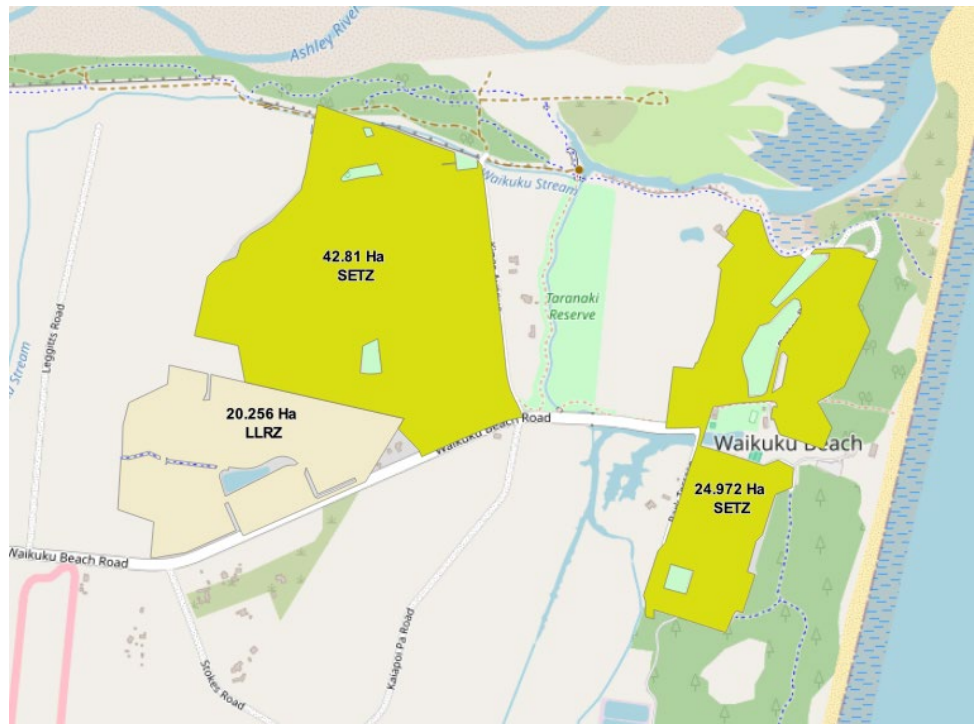 Ashley River
Waikuku Stream
42.81 Ha
SETZ
Taranaki
Reserve
Leggitts Road
Stream
20.256 Ha
LLRZ
Waikuku Beach Road
Waikuku Beach
24.972 Ha
SETZ
Waikuku Beach Road
Kaiapoi Pa Road
Stokes Road